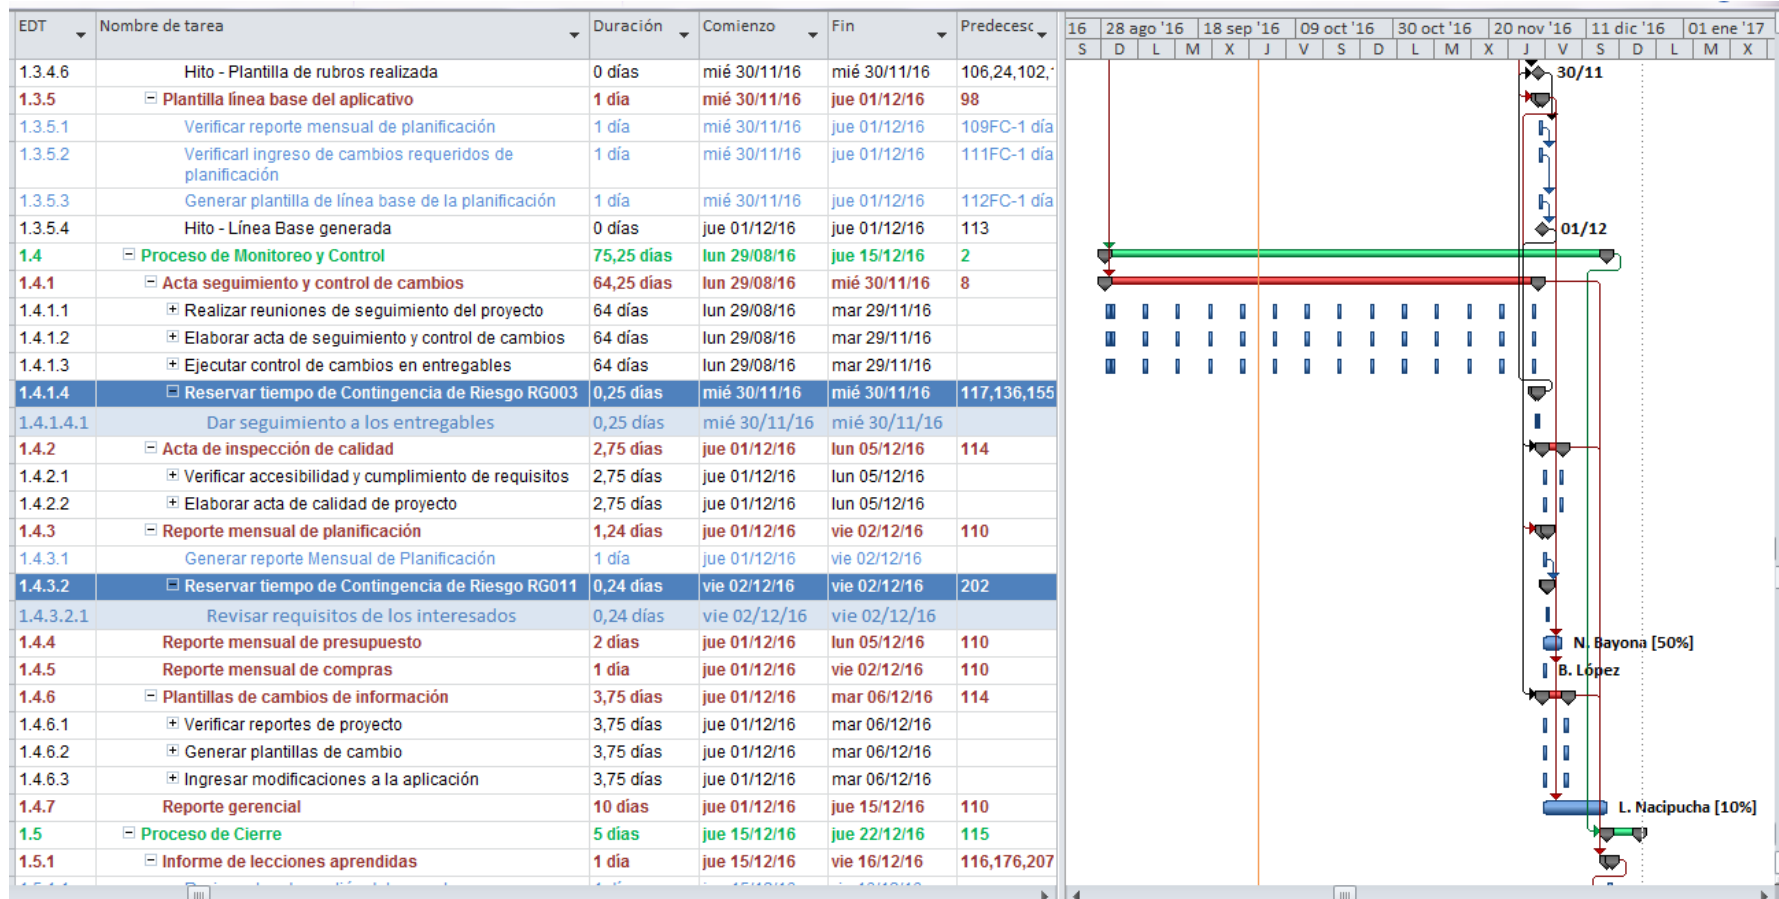 EDT Nombre de tarea Duración Comienzo Fin Predecesc
16 28 ago '16 18 sep '16 09 oct '16 30 oct '16 20 nov '16 11 dic '16 01 ene '17
S D L M X J V S D L M X J V S D L M X
1.3.4.6 Hito - Plantilla de rubros realizada 0 días mié 30/11/16 mié 30/11/16 106,24,102, 30/11
1.3.5 Plantilla línea base del aplicativo 1 día mié 30/11/16 jue 01/12/16 98
1.3.5.1 Verificar reporte mensual de planificación 1 día mié 30/11/16 jue 01/12/16 109FC-1 día
1.3.5.2 Verificarl ingreso de cambios requeridos de 1 día mié 30/11/16 jue 01/12/16 111FC-1 día
planificación
1.3.5.3 Generar plantilla de línea base de la planificación 1 día mié 30/11/16 jue 01/12/16 112FC-1 día
1.3.5.4 Hito - Línea Base generada 0 días jue 01/12/16 jue 01/12/16 113 01/12
1.4 Proceso de Monitoreo y Control 75,25 días lun 29/08/16 jue 15/12/16 2
1.4.1 Acta seguimiento y control de cambios 64,25 días lun 29/08/16 mié 30/11/16 8
1.4.1.1 Realizar reuniones de seguimiento del proyecto 64 días lun 29/08/16 mar 29/11/16
1.4.1.2 Elaborar acta de seguimiento y control de cambios 64 días lun 29/08/16 mar 29/11/16
1.4.1.3 Ejecutar control de cambios en entregables 64 días lun 29/08/16 mar 29/11/16
1.4.1.4 Reservar tiempo de Contingencia de Riesgo RG003 0,25 días mié 30/11/16 mié 30/11/16 117,136,155
1.4.1.4.1 Dar seguimiento a los entregables 0,25 días mié 30/11/16 mié 30/11/16
1.4.2 Acta de inspección de calidad 2,75 días jue 01/12/16 lun 05/12/16 114
1.4.2.1 Verificar accesibilidad y cumplimiento de requisitos 2,75 días jue 01/12/16 lun 05/12/16
1.4.2.2 Elaborar acta de calidad de proyecto 2,75 días jue 01/12/16 lun 05/12/16
1.4.3 Reporte mensual de planificación 1,24 días jue 01/12/16 vie 02/12/16 110
1.4.3.1 Generar reporte Mensual de Planificación 1 día jue 01/12/16 vie 02/12/16
1.4.3.2 Reservar tiempo de Contingencia de Riesgo RG011 0,24 días vie 02/12/16 vie 02/12/16 202
1.4.3.2.1 Revisar requisitos de los interesados 0,24 días vie 02/12/16 vie 02/12/16
1.4.4 Reporte mensual de presupuesto 2 días jue 01/12/16 lun 05/12/16 110 N. Bayona [50%]
1.4.5 Reporte mensual de compras 1 día jue 01/12/16 vie 02/12/16 110 B. López
1.4.6 Plantillas de cambios de información 3,75 días jue 01/12/16 mar 06/12/16 114
1.4.6.1 Verificar reportes de proyecto 3,75 días jue 01/12/16 mar 06/12/16
1.4.6.2 Generar plantillas de cambio 3,75 días jue 01/12/16 mar 06/12/16
1.4.6.3 Ingresar modificaciones a la aplicación 3,75 días jue 01/12/16 mar 06/12/16
1.4.7 Reporte gerencial 10 días jue 01/12/16 jue 15/12/16 110 L. Nacipucha [10%]
1.5 Proceso de Cierre 5 días jue 15/12/16 jue 22/12/16 115
1.5.1 Informe de lecciones aprendidas 1 día jue 15/12/16 vie 16/12/16 116,176,207